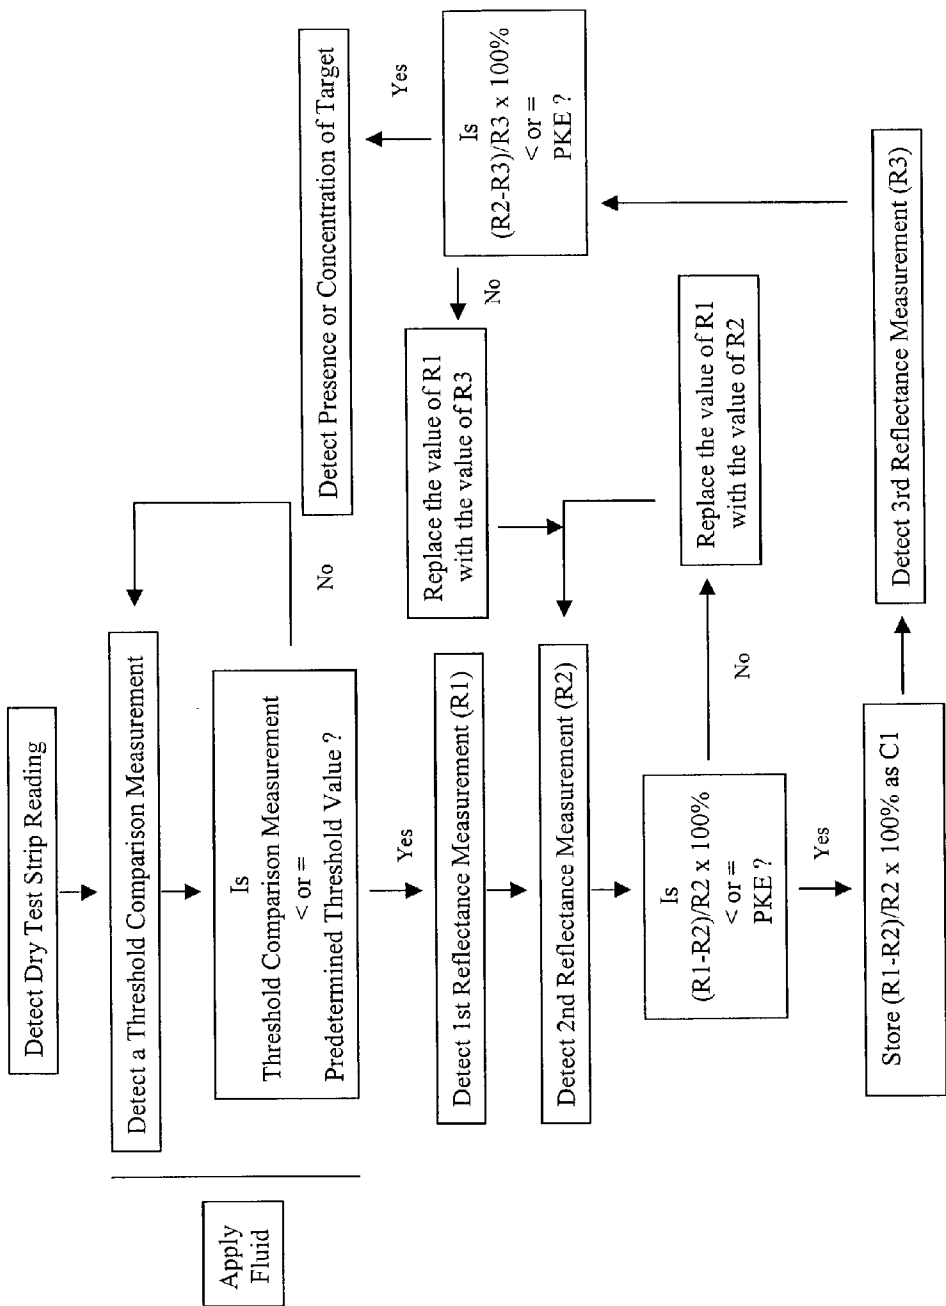 Detect Dry Test Strip Reading
Detect a Threshold Comparison Measurement
Apply
Fluid
Is
Threshold Comparison Measurement
< or =
Predetermined Threshold Value ?
No
Yes
Detect 1st Reflectance Measurement (R1)
Detect 2nd Reflectance Measurement (R2)
Is
(R1-R2)/R2 x 100%
< or =
PKE ?
No
Replace the value of R1
with the value of R2
Yes
Store (R1-R2)/R2 x 100% as C1
Detect 3rd Reflectance Measurement (R3)
Is
(R2-R3)/R3 x 100%
< or =
PKE ?
No
Replace the value of R1
with the value of R3
Yes
Detect Presence or Concentration of Target